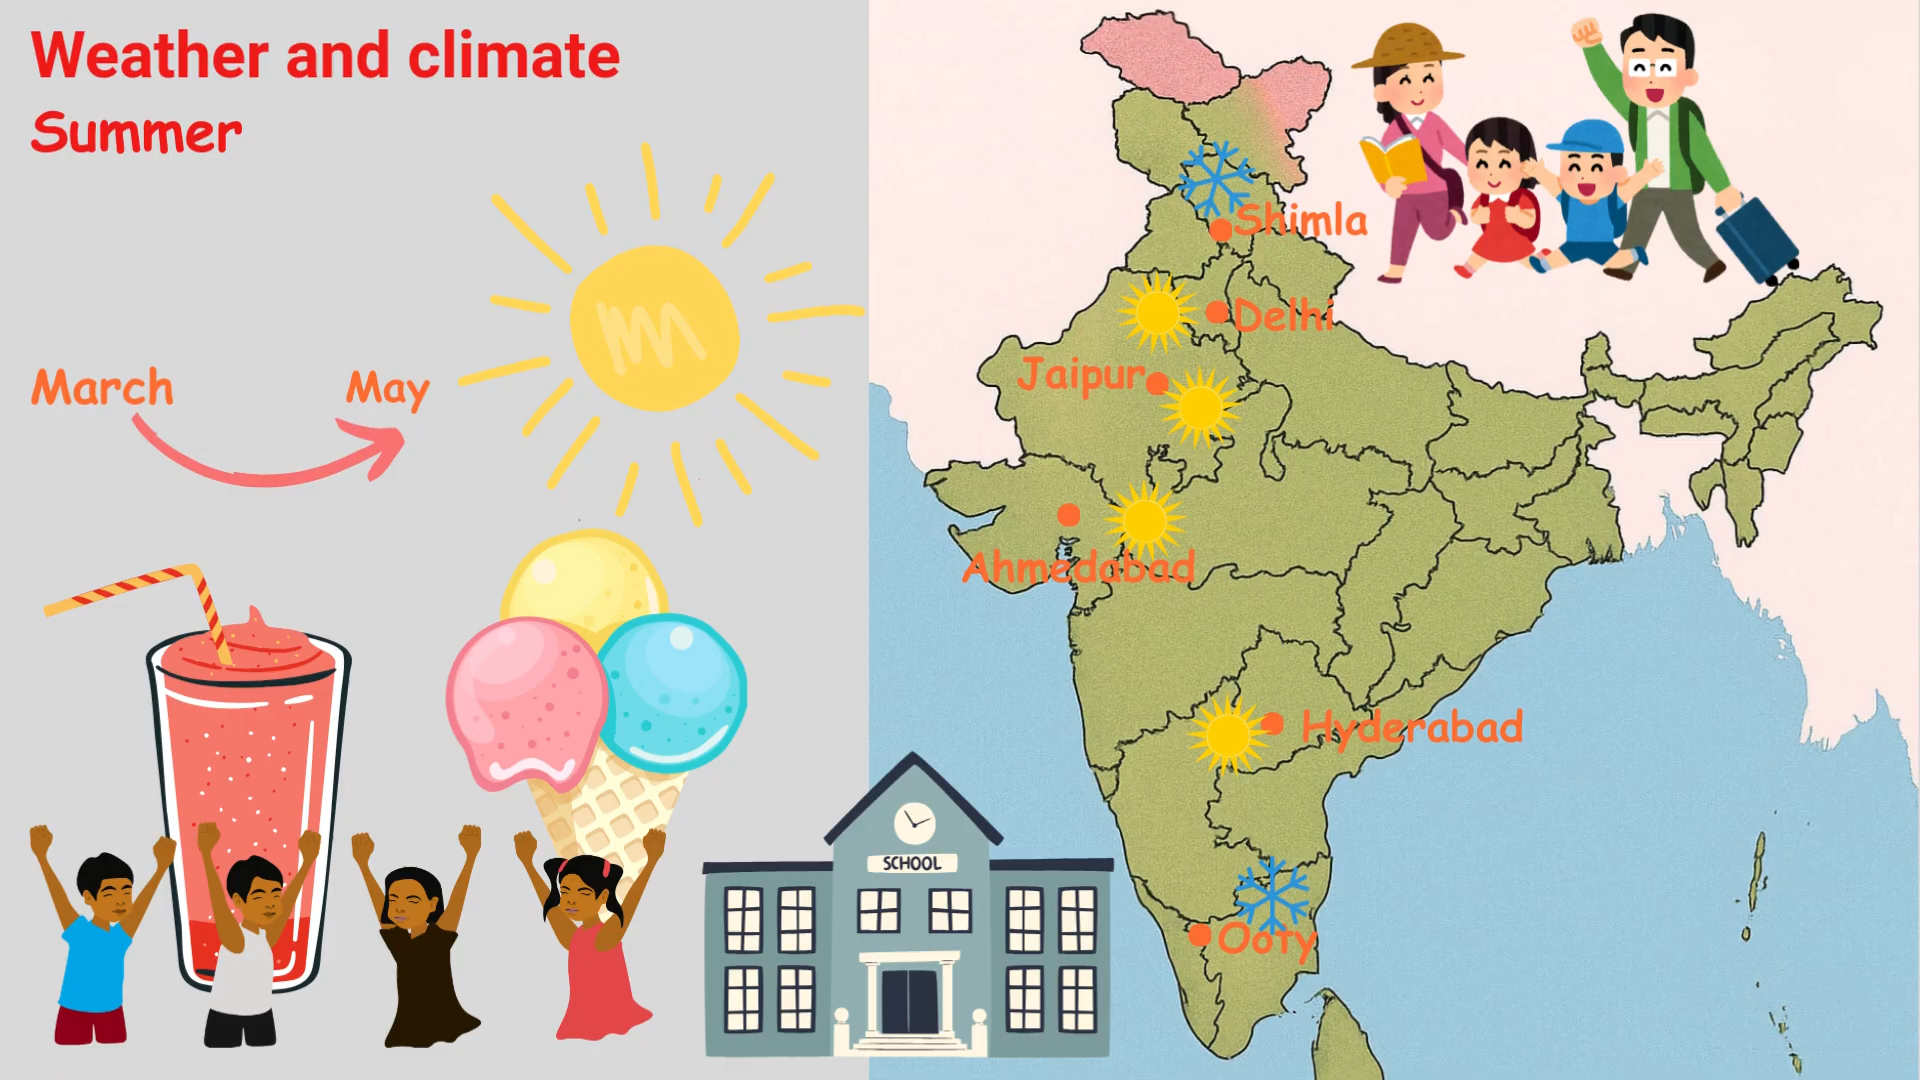 Weather and climate
Summer
March
May
Shimla
Delhi
Jaipur
Ahmedabad
Hyderabad
SCHOOL
Ooty